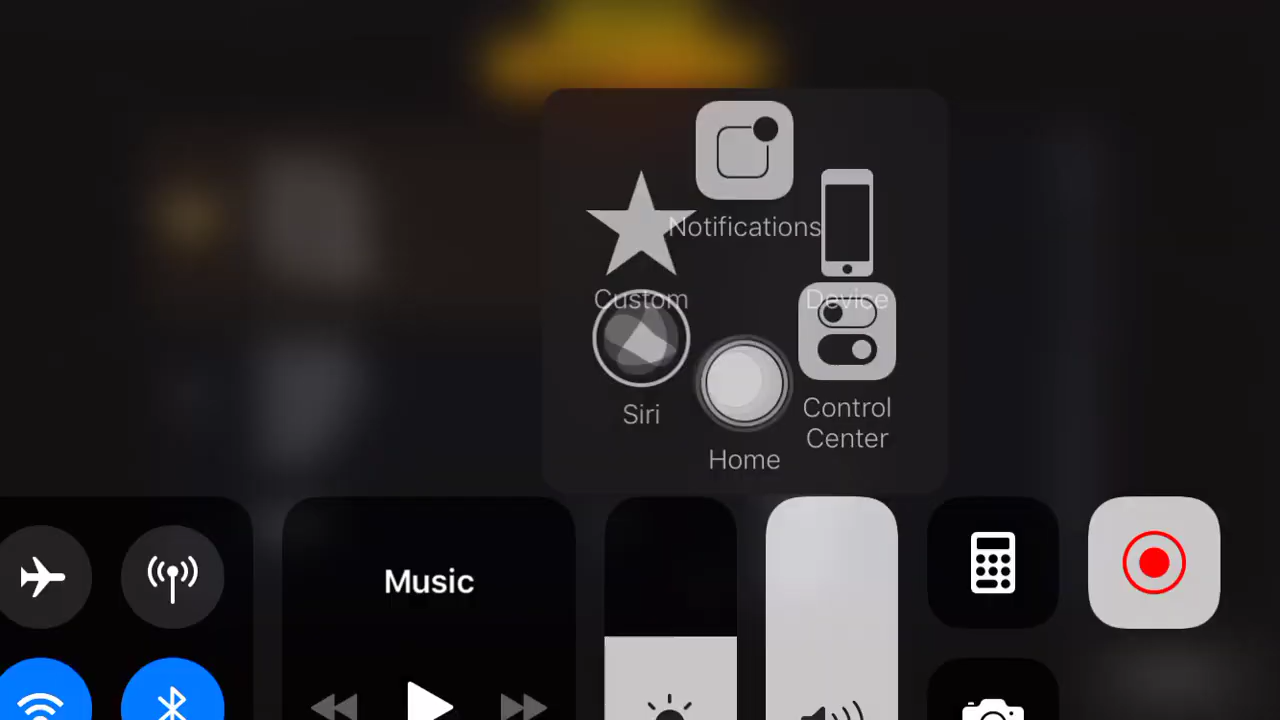 Notifications
Custom
Device
Siri
Control
Center
Home
Music